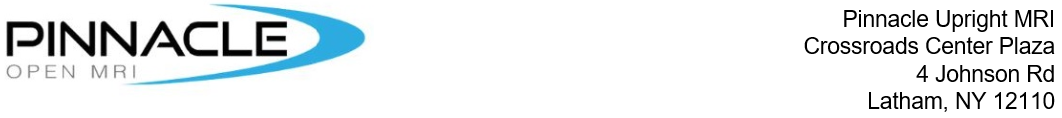 PINNACLE
OPEN MRI
Pinnacle Upright MRI
Crossroads Center Plaza
4 Johnson Rd
Latham, NY 12110